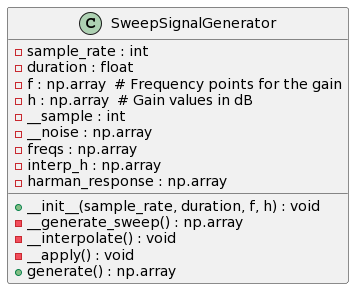 C SweepSignalGenerator
sample_rate : int
duration : float
f : np.array  # Frequency points for the gain
h : np.array  # Gain values in dB
__sample : int
__noise : np.array
freqs : np.array
interp_h : np.array
harman_response : np.array
__init__(sample_rate, duration, f, h) : void
__generate_sweep() : np.array
__interpolate() : void
__apply() : void
generate() : np.array